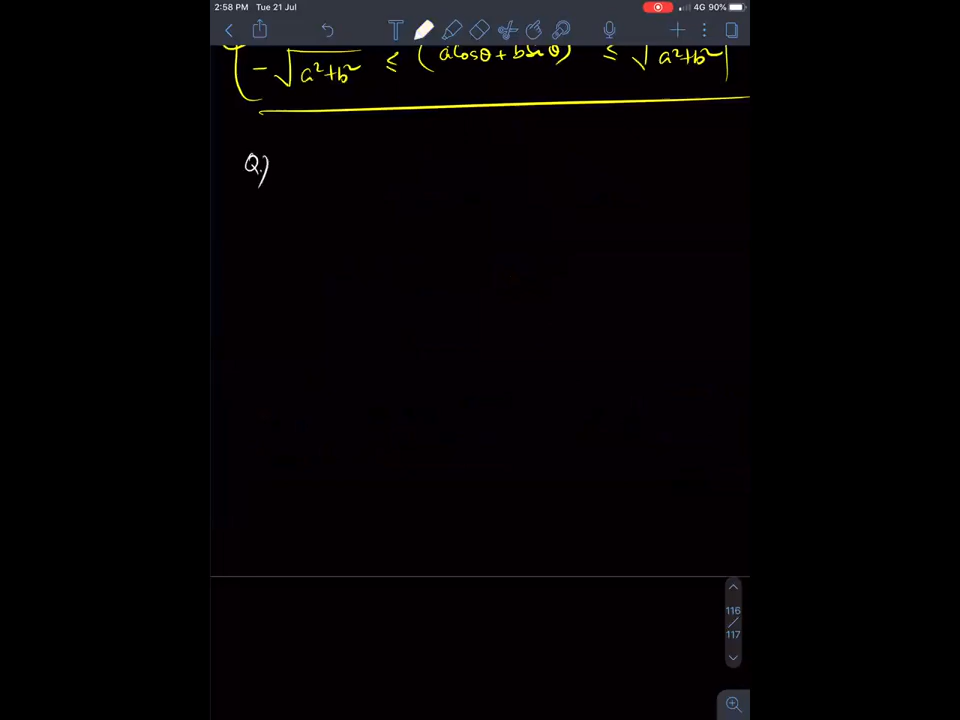 2:58 PM Tue 21 Jul 4G 90%
T
- √a²+b² ≤ (a cosθ + b sinθ) ≤ √a²+b²
Q.)
116
/
117